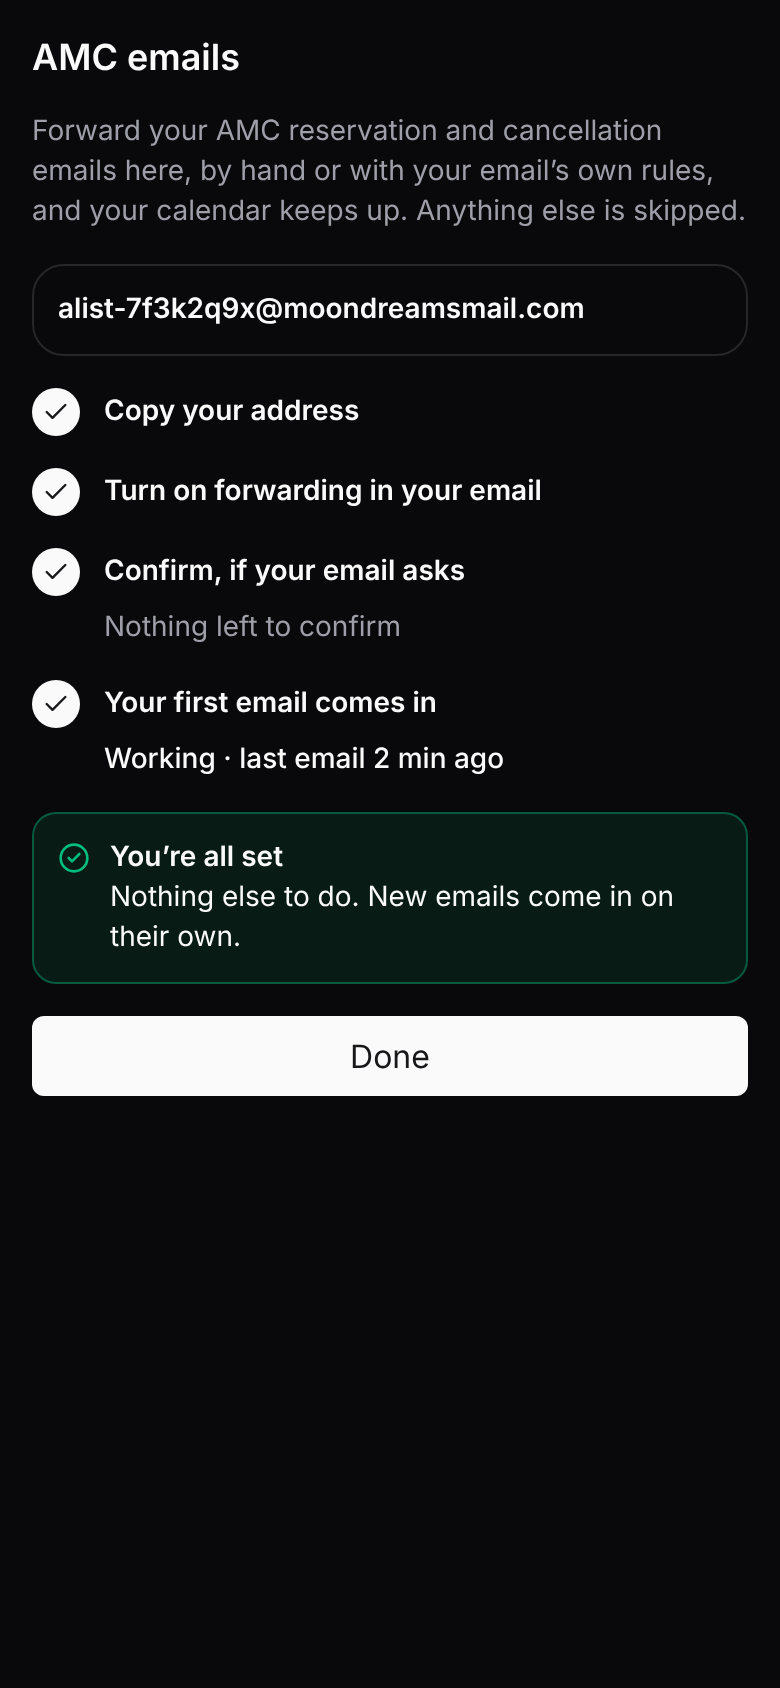 AMC emails
Forward your AMC reservation and cancellation
emails here, by hand or with your email’s own rules,
and your calendar keeps up. Anything else is skipped.
alist-7f3k2q9x@moondreamsmail.com
Copy your address
Turn on forwarding in your email
Confirm, if your email asks
Nothing left to confirm
Your first email comes in
Working · last email 2 min ago
You’re all set
Nothing else to do. New emails come in on
their own.
Done